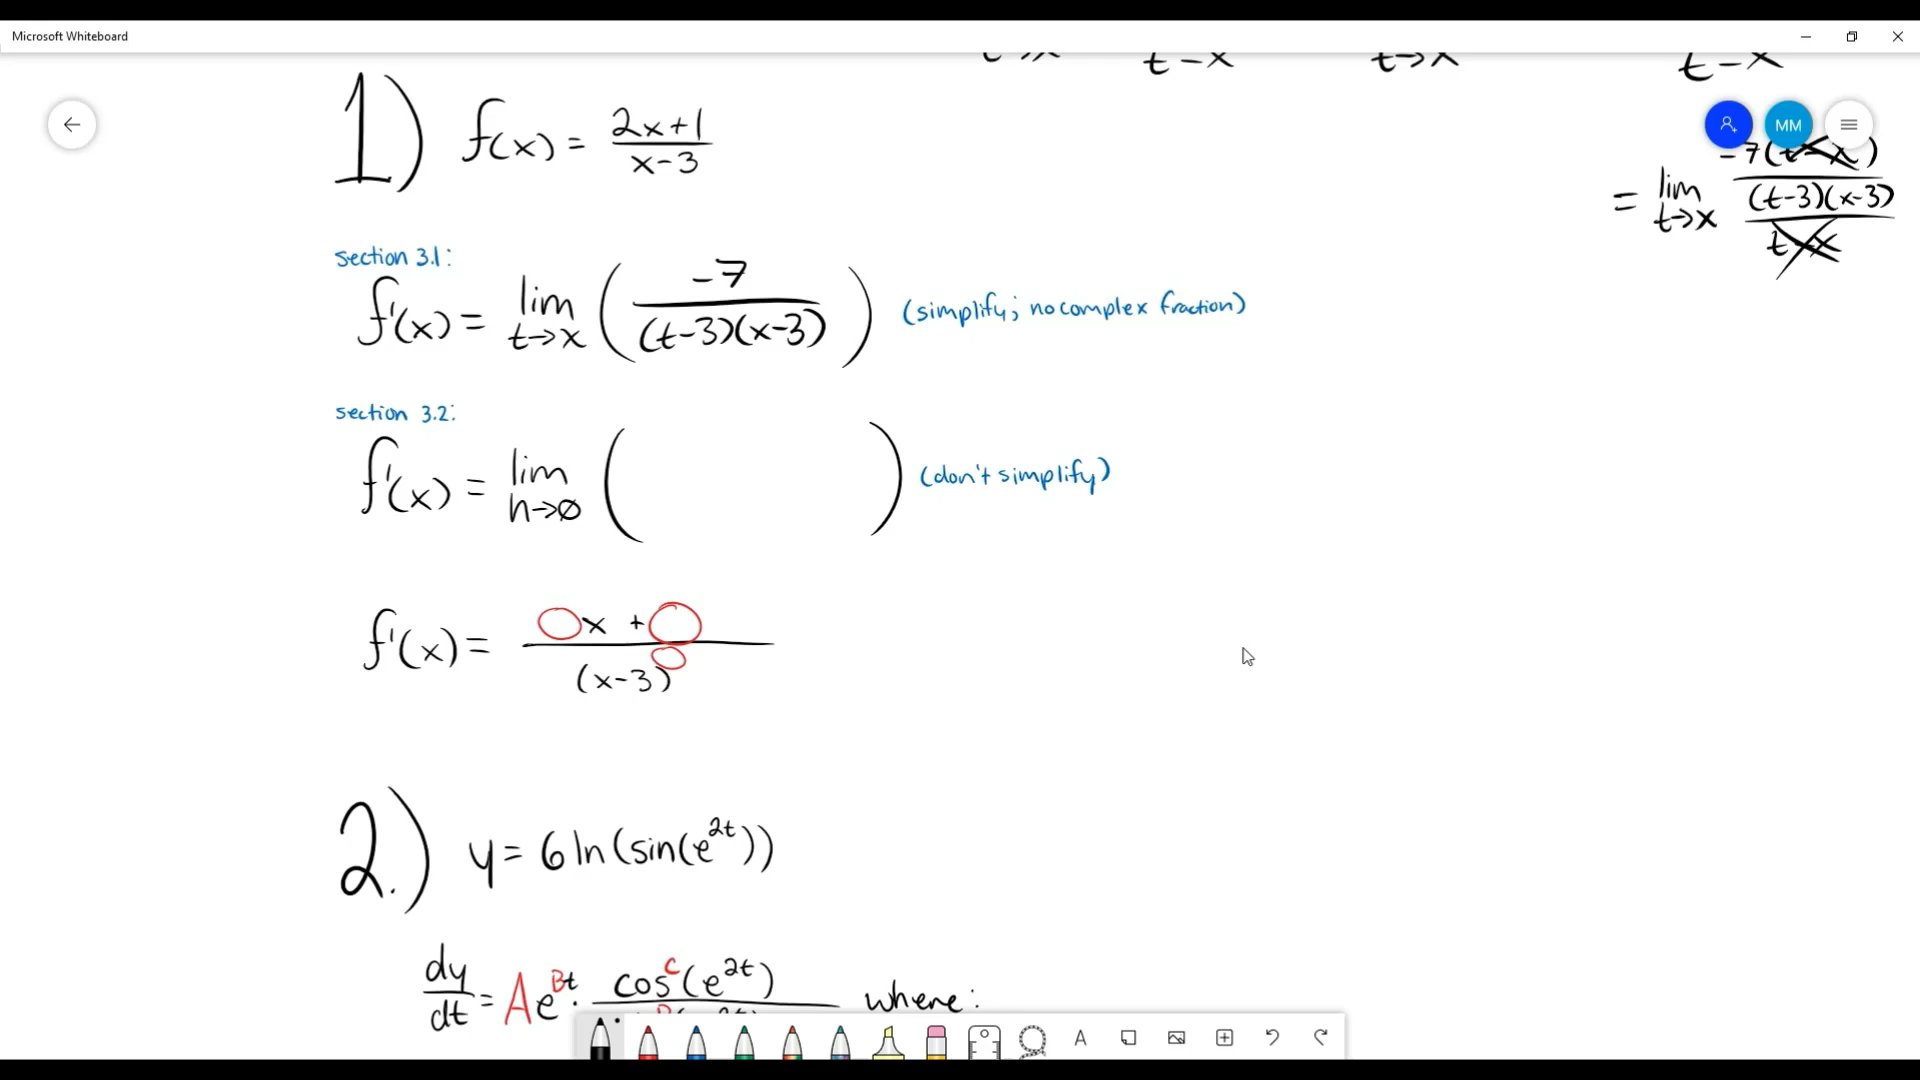 Microsoft Whiteboard
t→x t-x t→x t-x
MM
1) f(x) = (2x+1)/(x-3)
-7(t-x)
= lim t→x (t-3)(x-3)
t-x
section 3.1:
f'(x) = lim t→x ( -7/((t-3)(x-3)) ) (simplify; no complex fraction)
section 3.2:
f'(x) = lim h→0 ( ) (don't simplify)
f'(x) = ( x + )/(x-3)
2.) y = 6 ln(sin(e^2t))
dy/dt = A e^Bt · cos^C(e^2t) where:
A